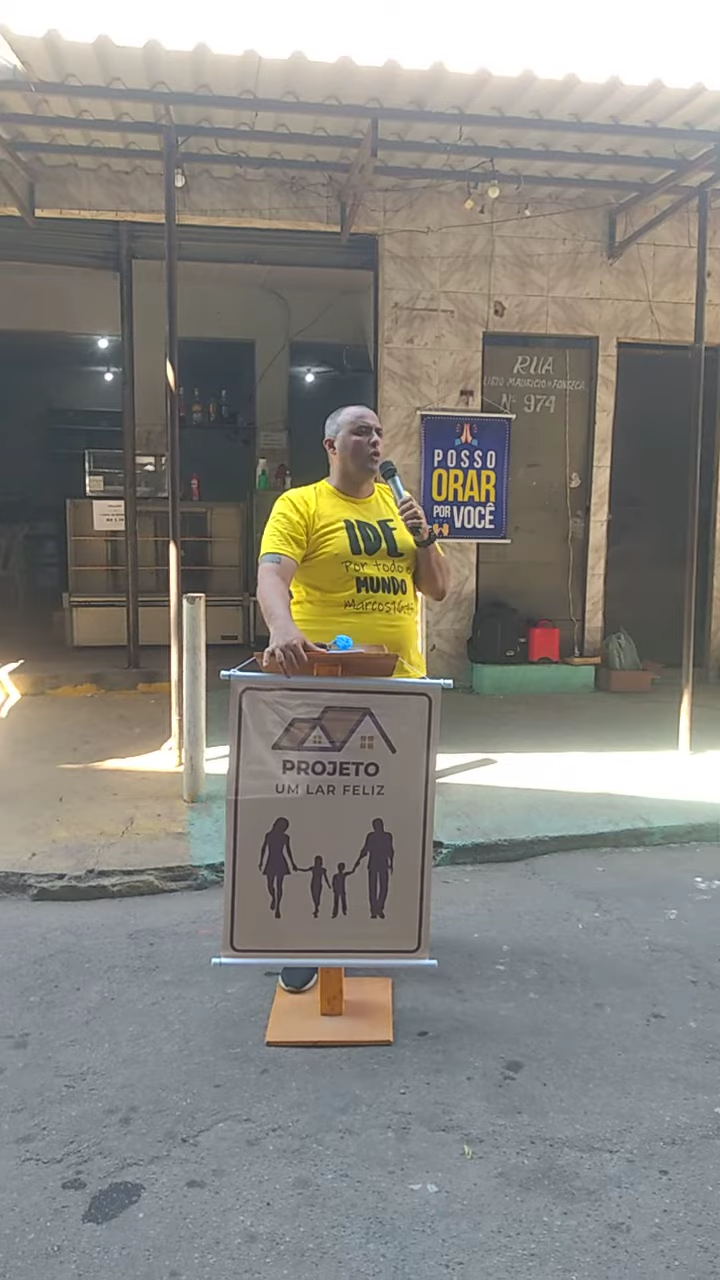 RUA
Nº 974
POSSO
ORAR
POR VOCÊ
IDE
Por todo o
MUNDO
PROJETO
UM LAR FELIZ